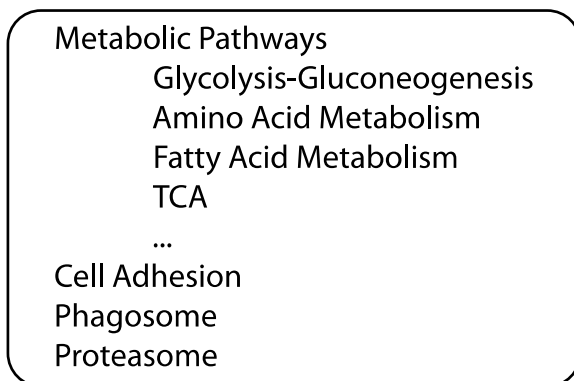 Metabolic Pathways
Glycolysis-Gluconeogenesis
Amino Acid Metabolism
Fatty Acid Metabolism
TCA
...
Cell Adhesion
Phagosome
Proteasome